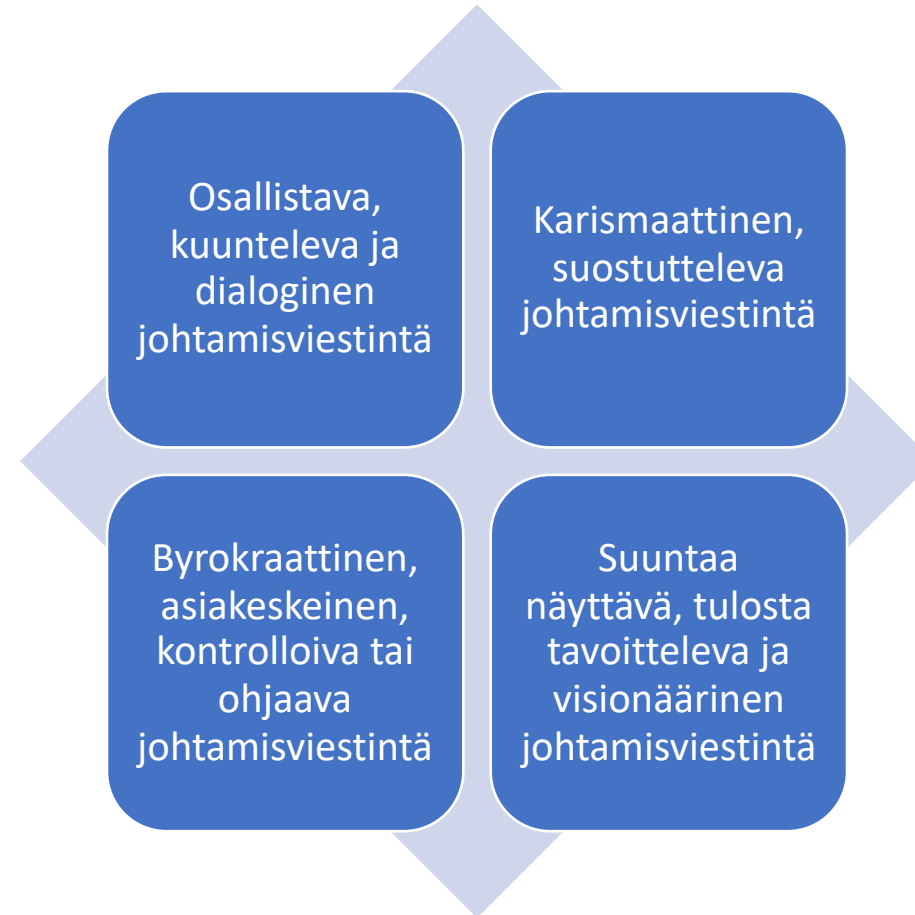 Osallistava,
kuunteleva ja
dialoginen
johtamisviestintä
Karismaattinen,
suostutteleva
johtamisviestintä
Byrokraattinen,
asiakeskeinen,
kontrolloiva tai
ohjaava
johtamisviestintä
Suuntaa
näyttävä, tulosta
tavoitteleva ja
visionäärinen
johtamisviestintä